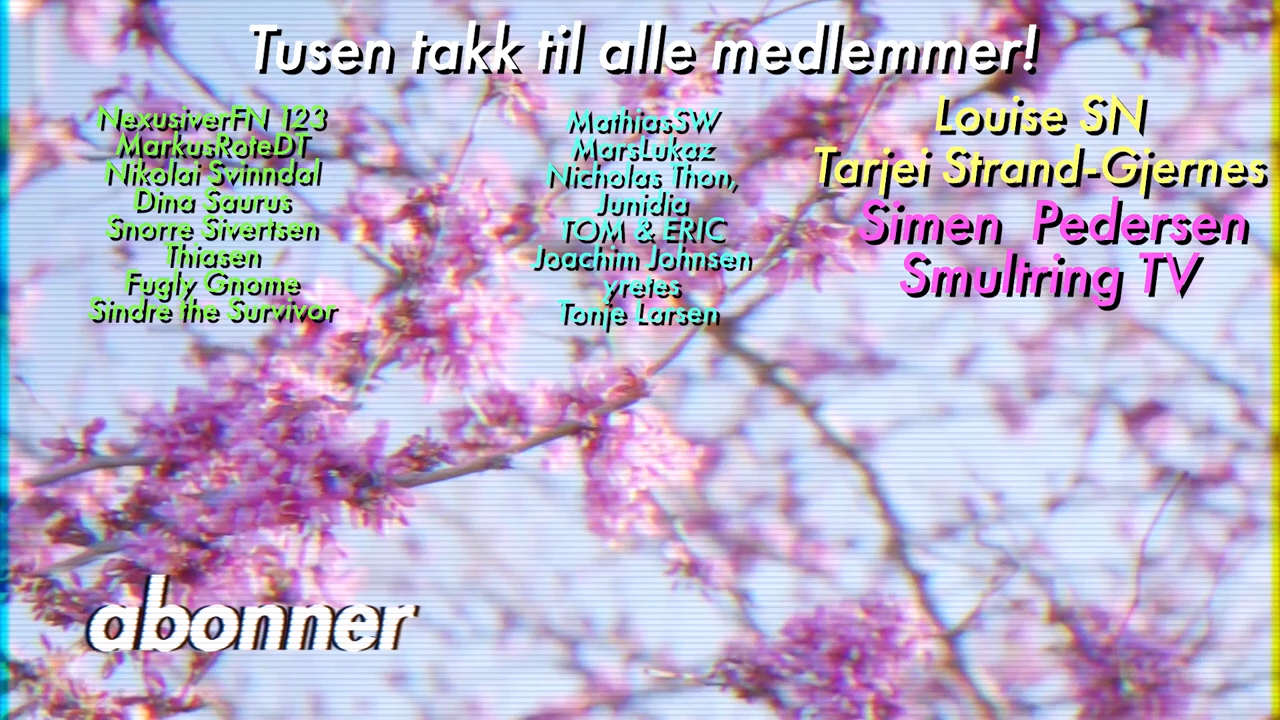 Tusen takk til alle medlemmer!
NexusiverFN 123
MarkusRoteDT
Nikolai Svinndal
Dina Saurus
Snorre Sivertsen
Thiasen
Fugly Gnome
Sindre the Survivor
MathiasSW
MarsLukaz
Nicholas Thon,
Junidia
TOM & ERIC
Joachim Johnsen
yretes
Tonje Larsen
Louise SN
Tarjei Strand-Gjernes
Simen Pedersen
Smultring TV
abonner